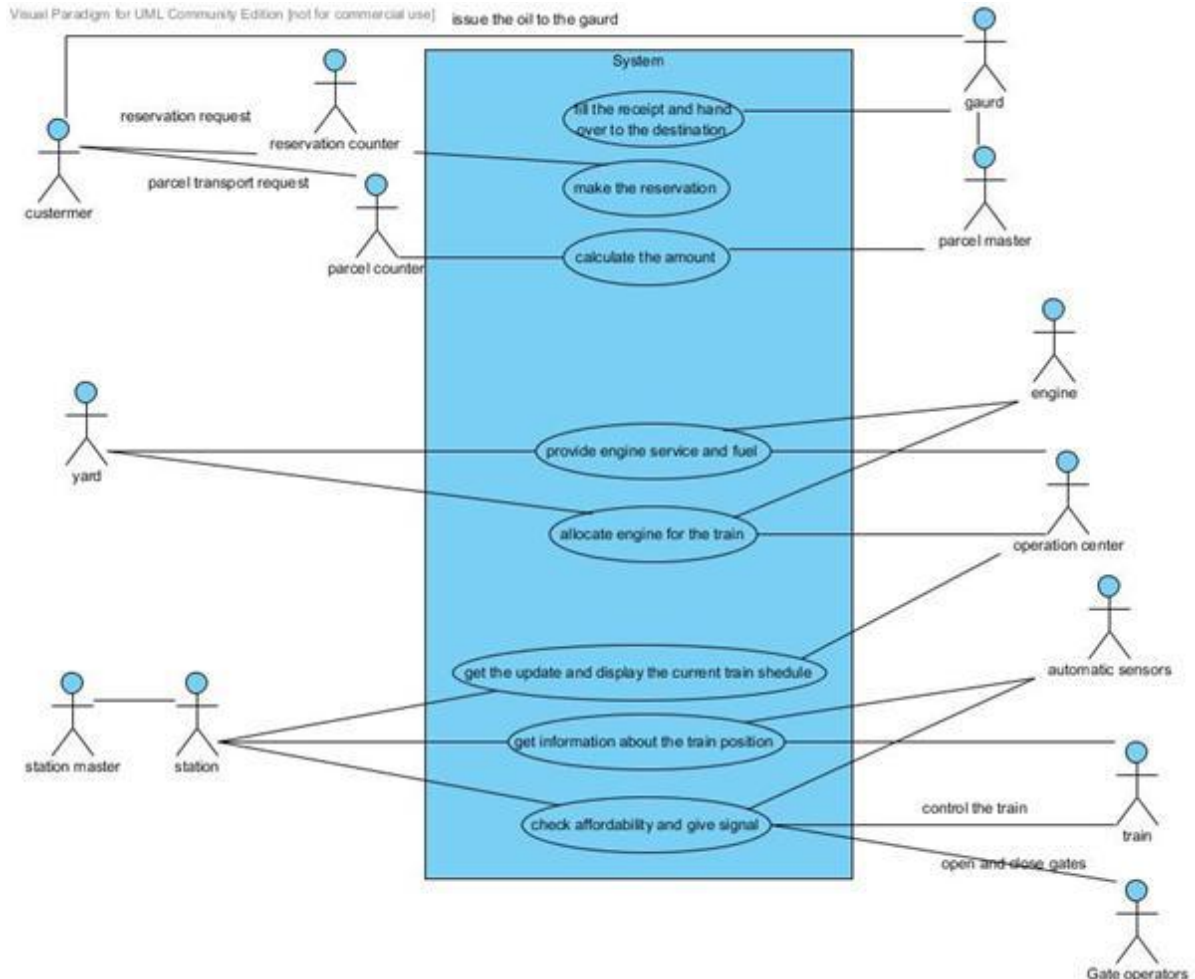 Visual Paradigm for UML Community Edition [not for commercial use]
issue the oil to the gaurd
System
gaurd
fill the receipt and hand
over to the destination
reservation request
reservation counter
make the reservation
parcel transport request
custermer
parcel master
parcel counter
calculate the amount
engine
yard
provide engine service and fuel
allocate engine for the train
operation center
get the update and display the current train shedule
automatic sensors
station master
station
get information about the train position
control the train
check affordability and give signal
train
open and close gates
Gate operators